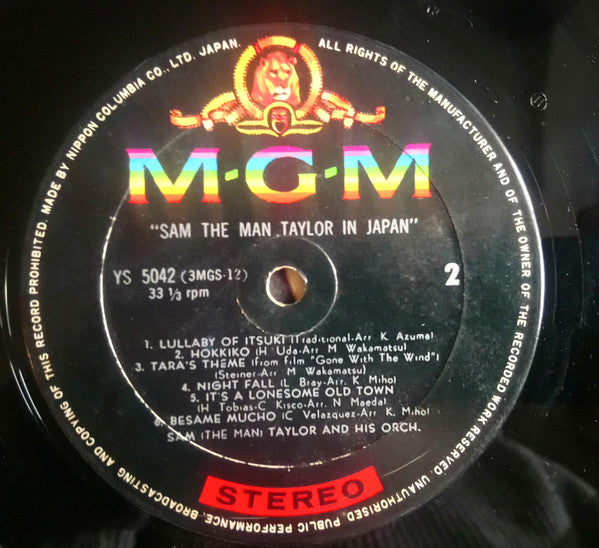 ALL RIGHTS OF THE MANUFACTURER AND OF THE OWNER OF THE RECORDED WORK RESERVED. UNAUTHORISED, PUBLIC PERFORMANCE, BROADCASTING AND COPYING OF THIS RECORD PROHIBITED. MADE BY NIPPON COLUMBIA CO., LTD. JAPAN.
M-G-M
"SAM THE MAN TAYLOR IN JAPAN"
YS 5042 (3MGS-12)
33 ⅓ rpm
2
1. LULLABY OF ITSUKI (Traditional-Arr K. Azuma)
2. HOKKIKO (H. Uda-Arr M Wakamatsu)
3. TARA'S THEME (From Film "Gone With The Wind")
(Steiner-Arr M. Wakamatsu)
4. NIGHT FALL (L. Bray-Arr K. Miho)
5. IT'S A LONESOME OLD TOWN
(H Tobias-C Kisco-Arr. N Maeda)
6. BESAME MUCHO (C Velazquez-Arr K. Miho)
SAM (THE MAN) TAYLOR AND HIS ORCH.
STEREO